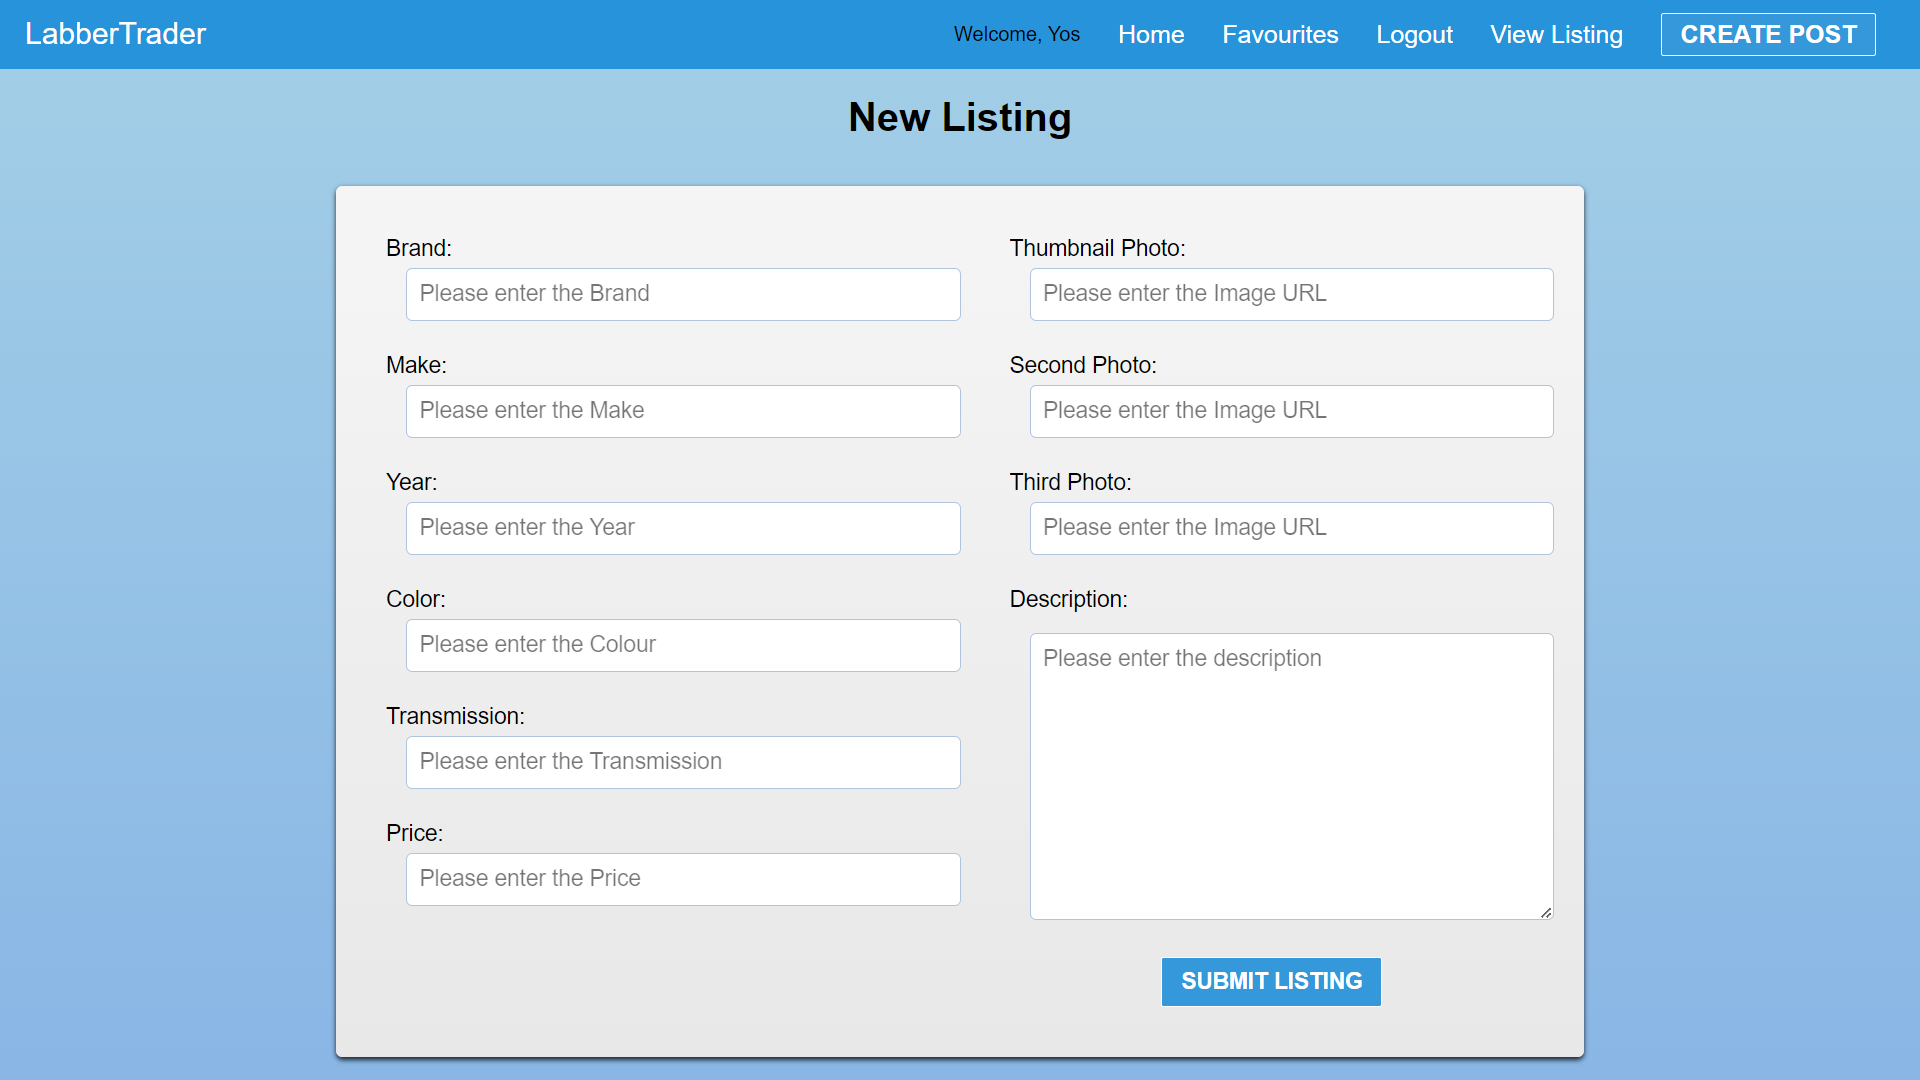 LabberTrader
Welcome, Yos
Home
Favourites
Logout
View Listing
CREATE POST
New Listing
Brand:
Please enter the Brand
Make:
Please enter the Make
Year:
Please enter the Year
Color:
Please enter the Colour
Transmission:
Please enter the Transmission
Price:
Please enter the Price
Thumbnail Photo:
Please enter the Image URL
Second Photo:
Please enter the Image URL
Third Photo:
Please enter the Image URL
Description:
Please enter the description
SUBMIT LISTING